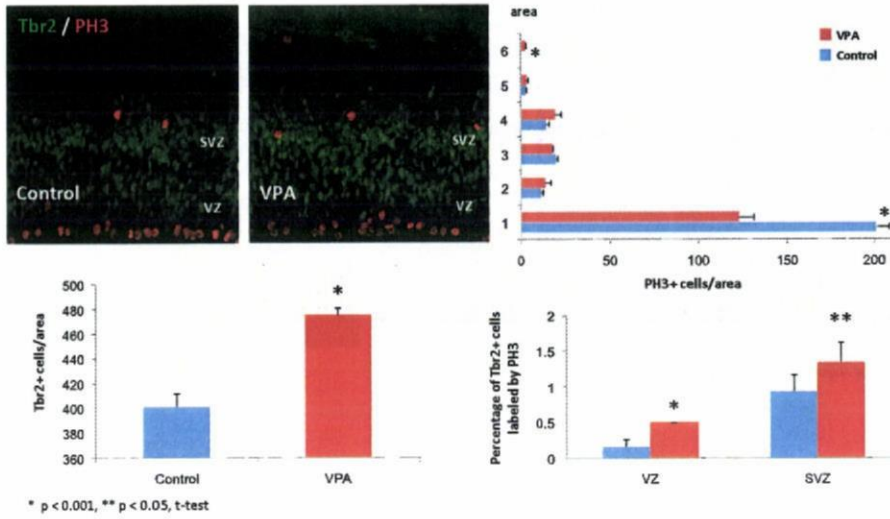 Tbr2 / PH3
SVZ
Control
VZ
SVZ
VPA
VZ
area
VPA
Control
6
*
5
4
3
2
1
*
0 50 100 150 200
PH3+ cells/area
Tbr2+ cells/area
500
480
460
440
420
400
380
360
*
Control VPA
Percentage of Tbr2+ cells
labeled by PH3
2
1.5
1
0.5
0
*
**
VZ SVZ
* p < 0.001, ** p < 0.05, t-test